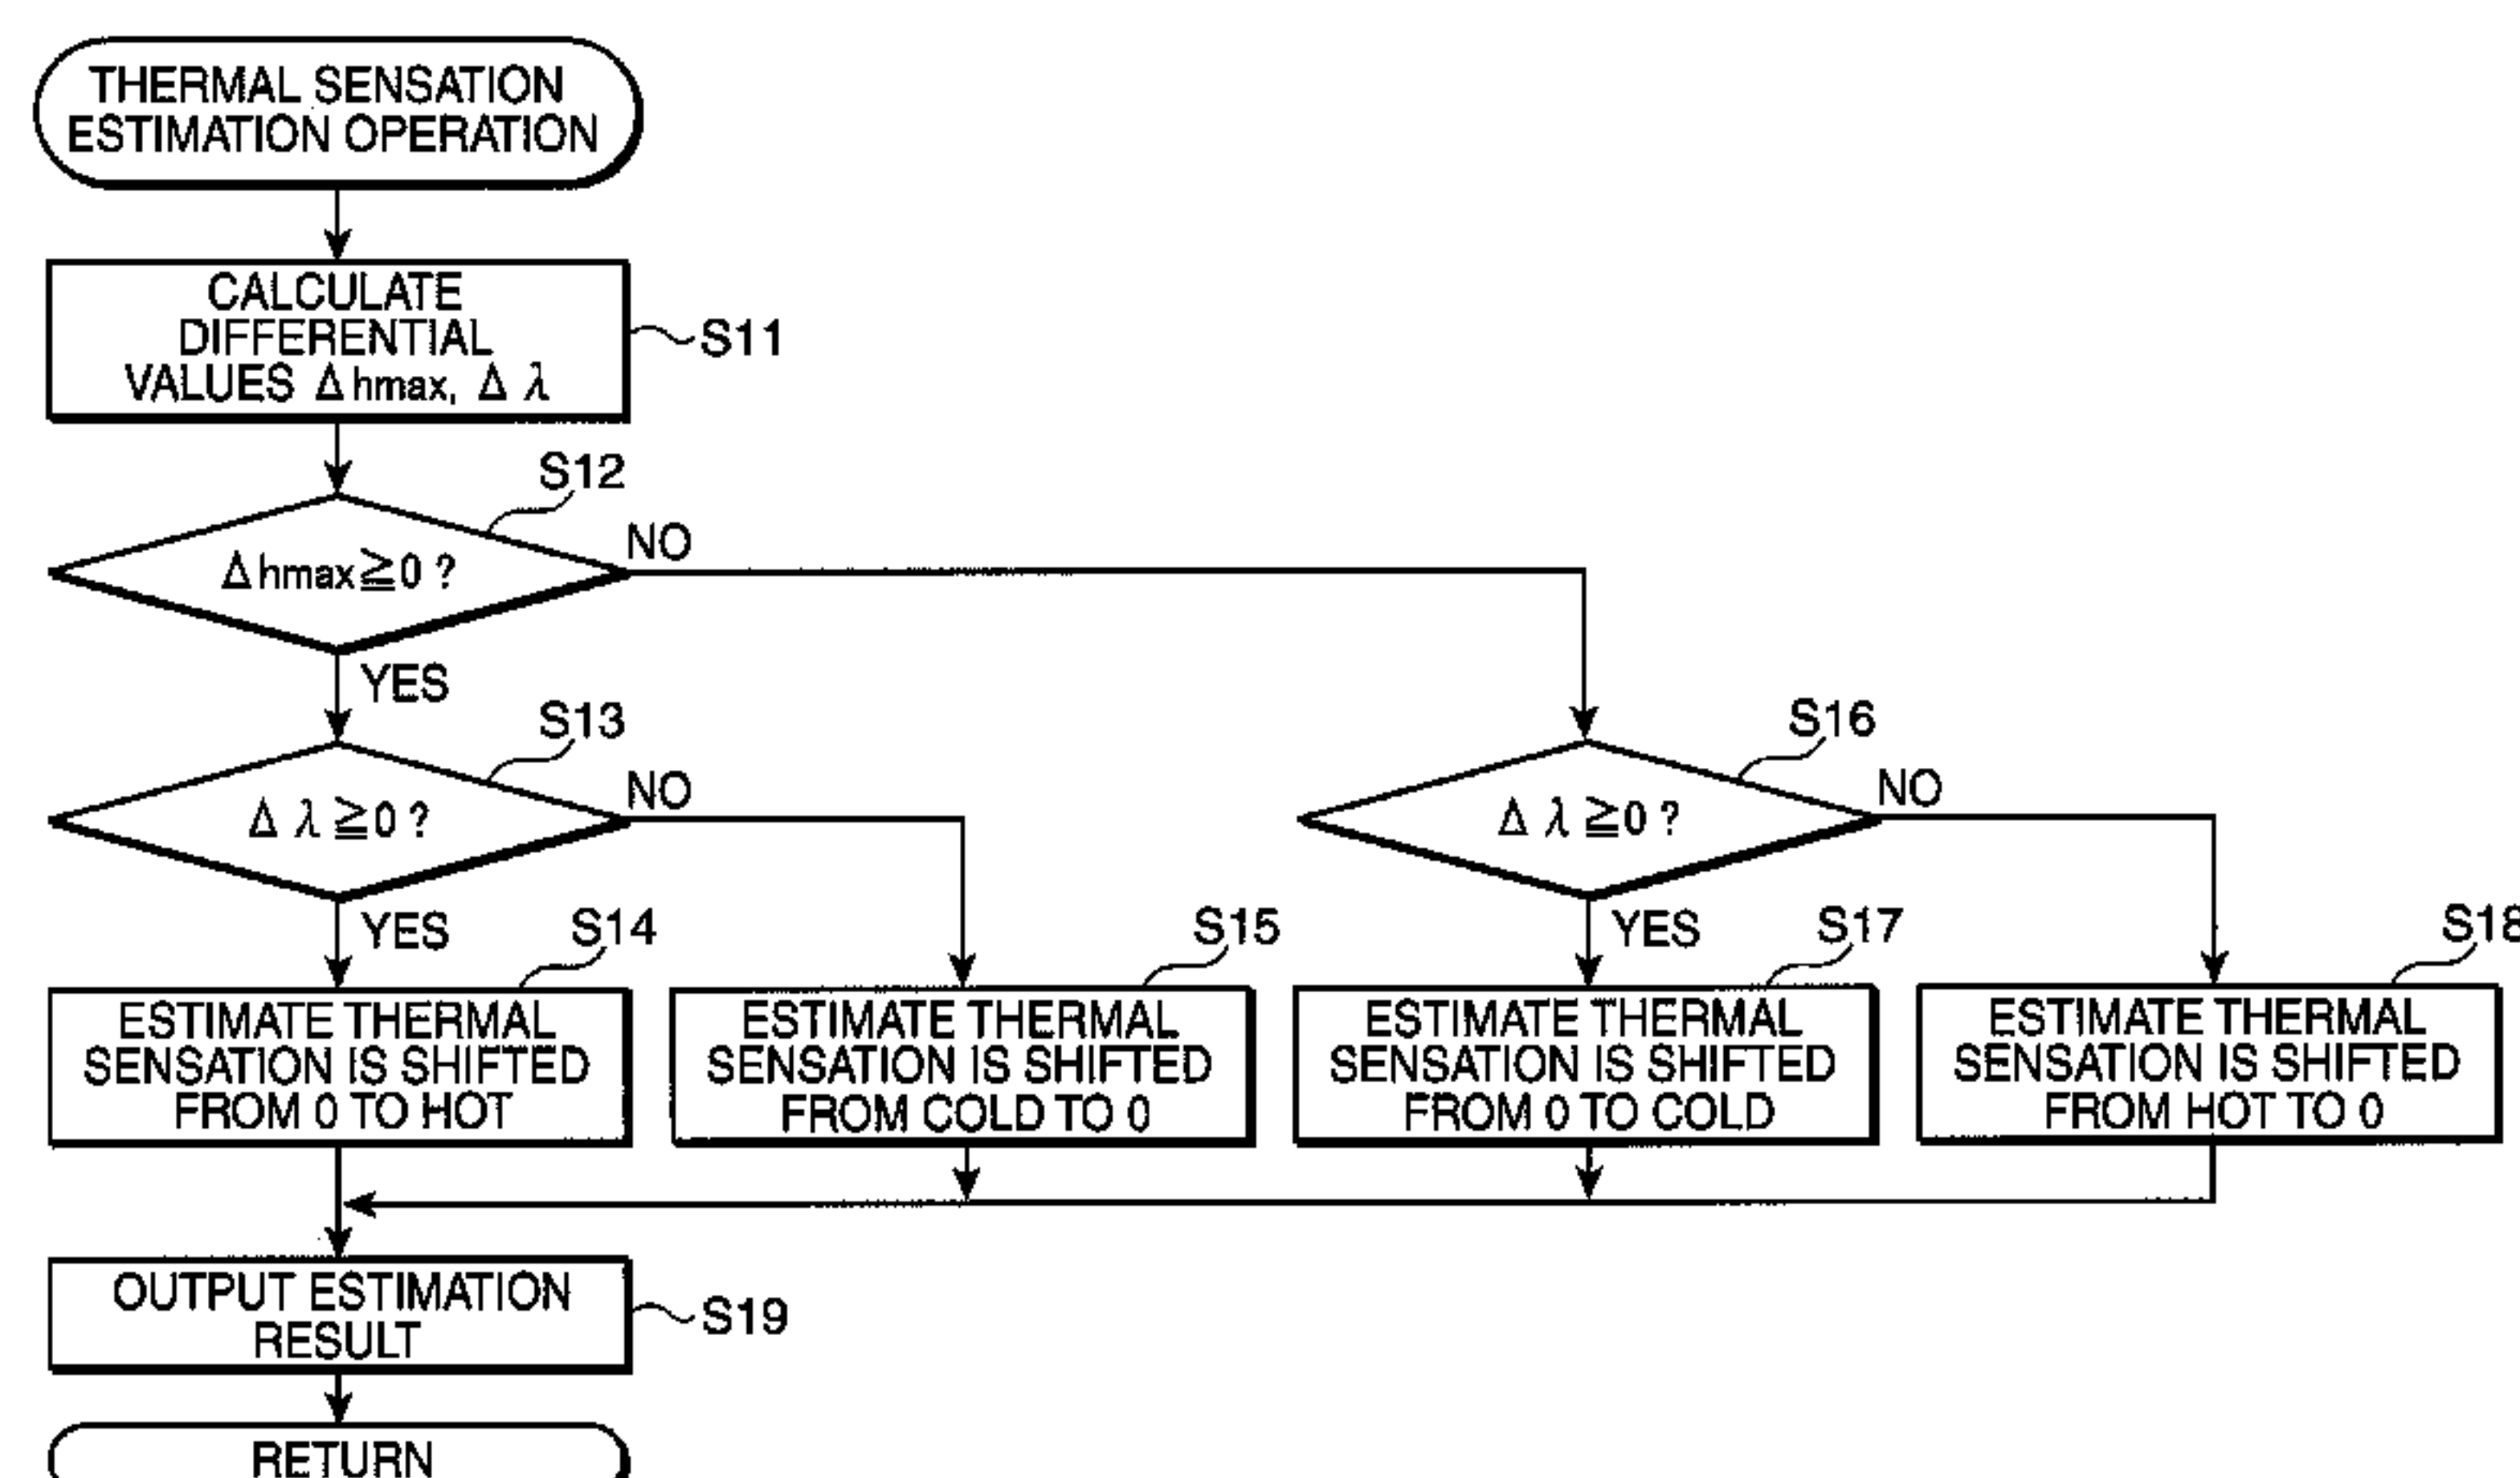 THERMAL SENSATION
ESTIMATION OPERATION
CALCULATE
DIFFERENTIAL
VALUES Δhmax, Δλ
S11
S12
Δhmax≧0 ?
NO
YES
S13
Δλ≧0 ?
NO
YES
S16
Δλ≧0 ?
NO
YES
S14
ESTIMATE THERMAL
SENSATION IS SHIFTED
FROM 0 TO HOT
S15
ESTIMATE THERMAL
SENSATION IS SHIFTED
FROM COLD TO 0
S17
ESTIMATE THERMAL
SENSATION IS SHIFTED
FROM 0 TO COLD
S18
ESTIMATE THERMAL
SENSATION IS SHIFTED
FROM HOT TO 0
OUTPUT ESTIMATION
RESULT
S19
RETURN